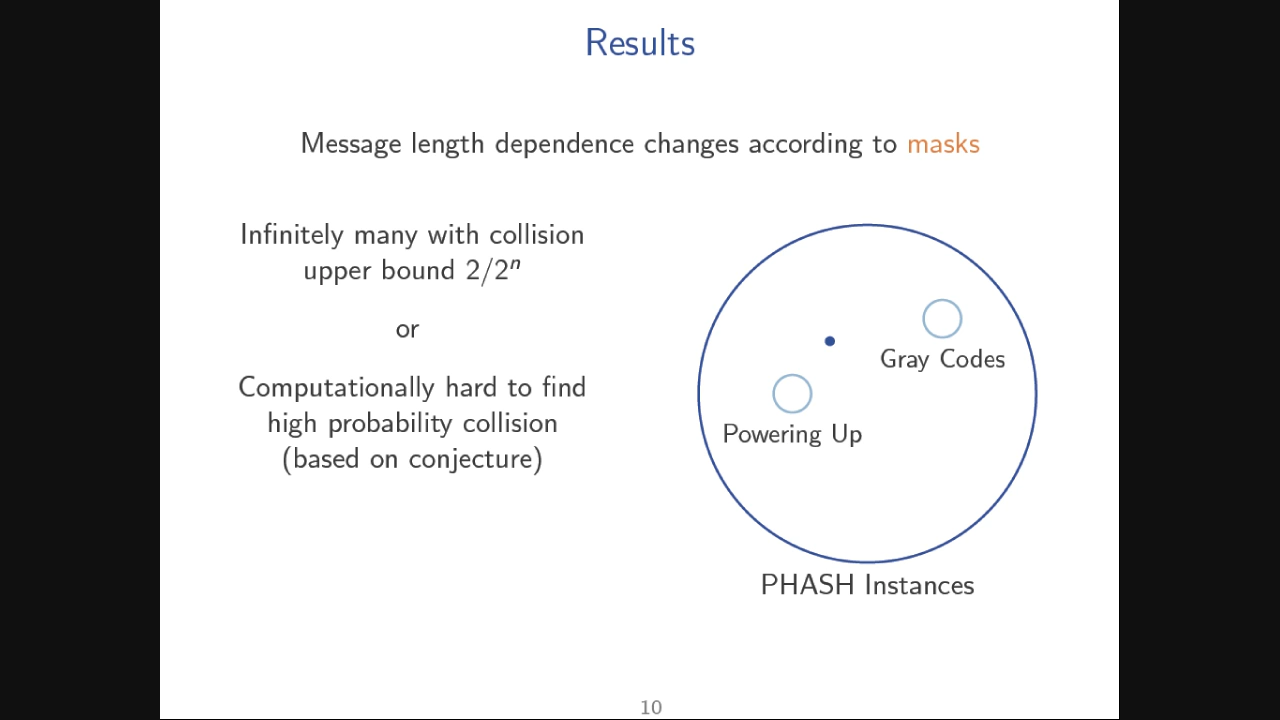 Results
Message length dependence changes according to masks
Infinitely many with collision
upper bound 2/2ⁿ
or
Computationally hard to find
high probability collision
(based on conjecture)
Gray Codes
Powering Up
PHASH Instances
10